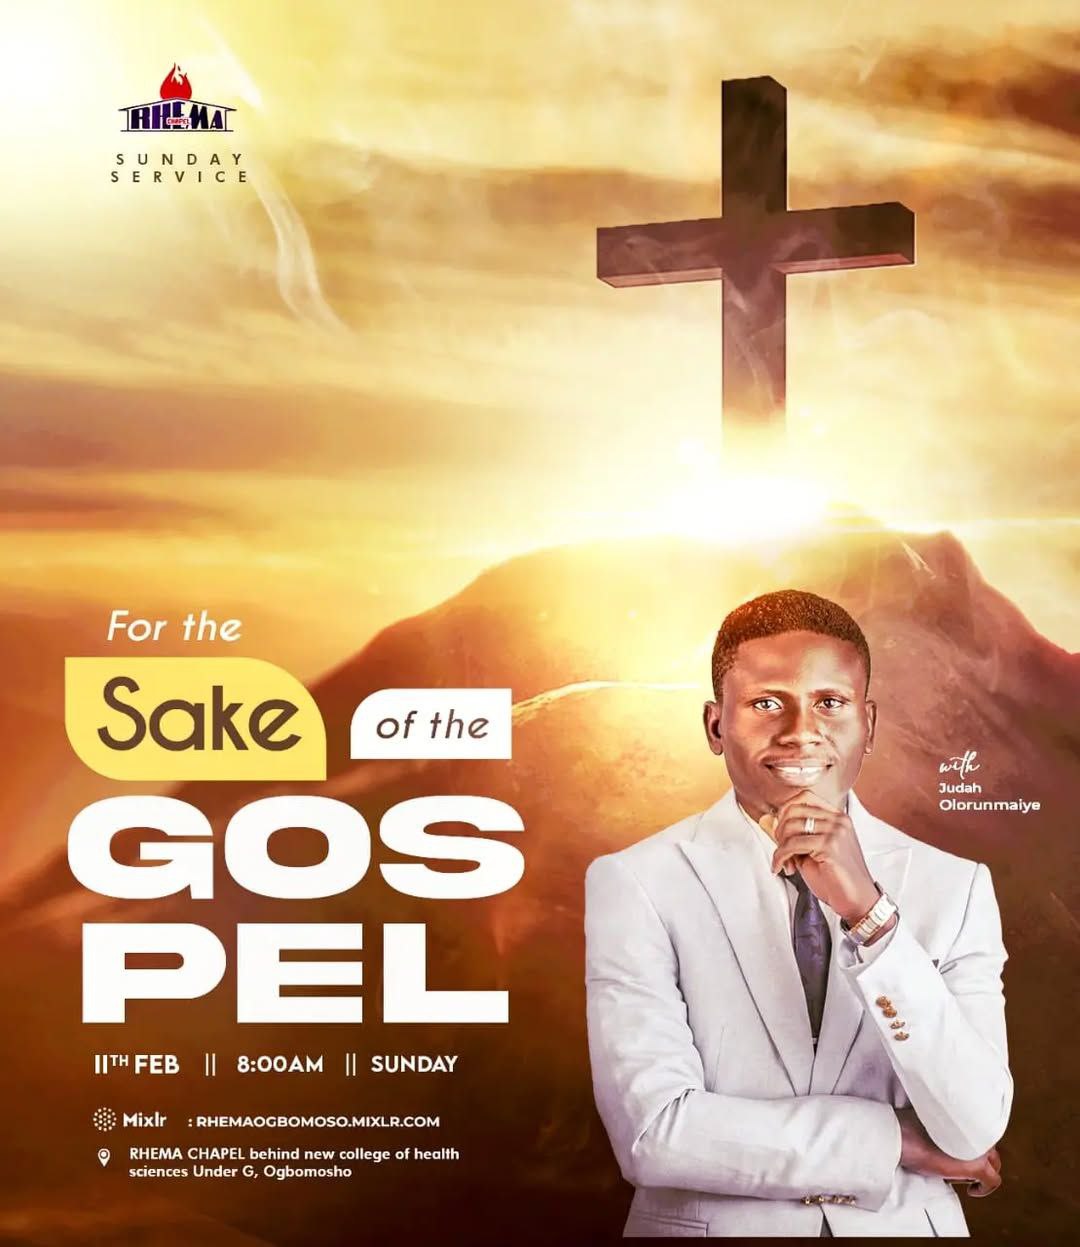 RHEMA
CHAPEL
SUNDAY
SERVICE
For the
Sake
of the
GOS
PEL
with
Judah
Olorunmaiye
11TH FEB || 8:00AM || SUNDAY
Mixlr : RHEMAOGBOMOSO.MIXLR.COM
RHEMA CHAPEL behind new college of health
sciences Under G, Ogbomosho